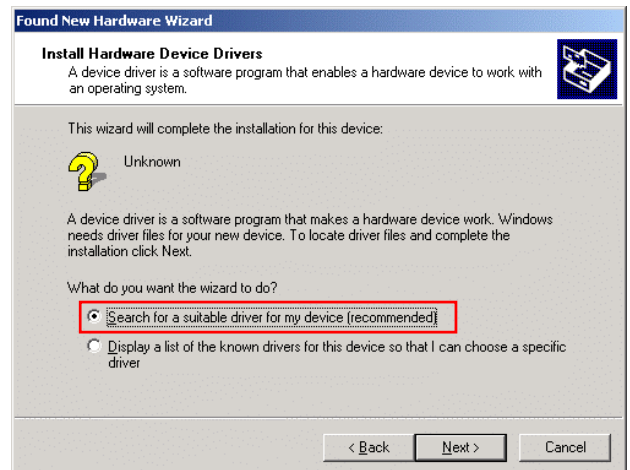 Found New Hardware Wizard
Install Hardware Device Drivers
A device driver is a software program that enables a hardware device to work with
an operating system.
This wizard will complete the installation for this device:
Unknown
A device driver is a software program that makes a hardware device work. Windows
needs driver files for your new device. To locate driver files and complete the
installation click Next.
What do you want the wizard to do?
Search for a suitable driver for my device (recommended)
Display a list of the known drivers for this device so that I can choose a specific
driver
< Back
Next >
Cancel